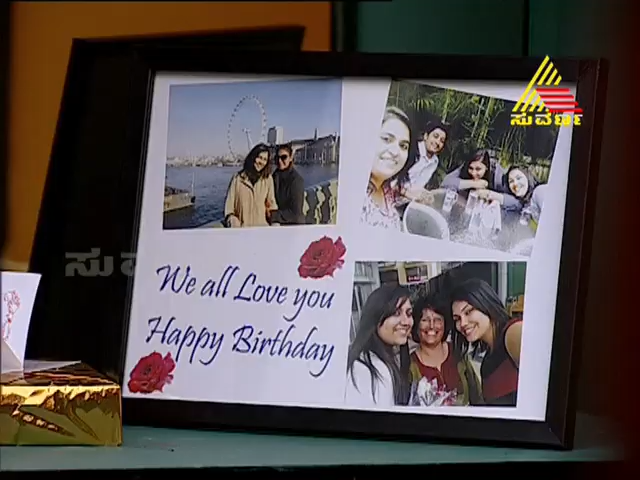 ಸುವರ್ಣ
We all Love you
Happy Birthday